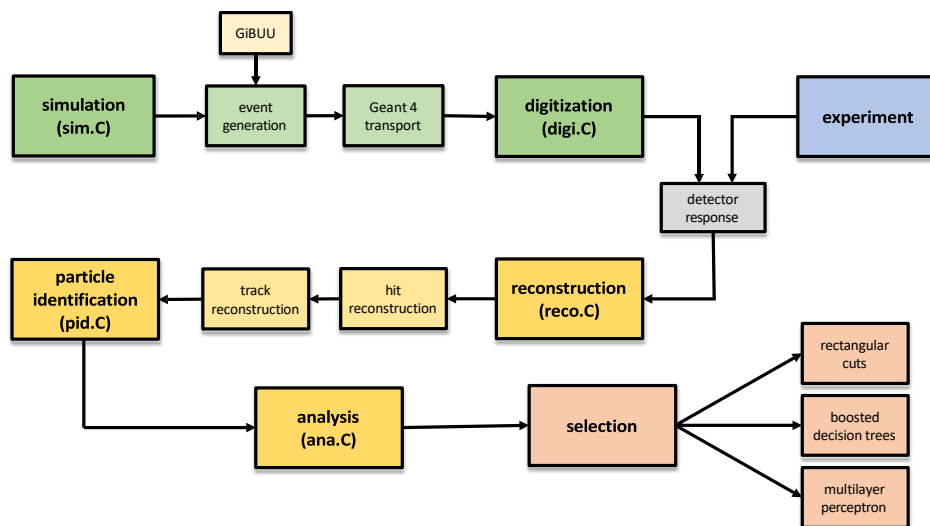 GiBUU
simulation
(sim.C)
event
generation
Geant 4
transport
digitization
(digi.C)
experiment
detector
response
particle
identification
(pid.C)
track
reconstruction
hit
reconstruction
reconstruction
(reco.C)
rectangular
cuts
analysis
(ana.C)
selection
boosted
decision trees
multilayer
perceptron